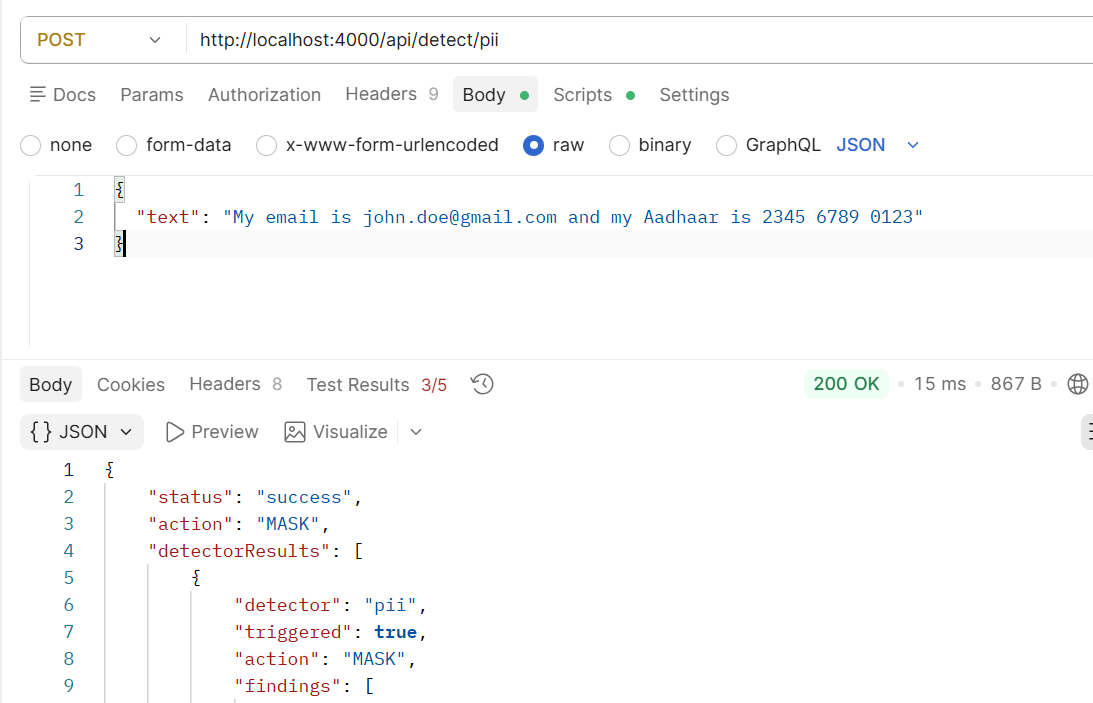 POST http://localhost:4000/api/detect/pii
Docs Params Authorization Headers 9 Body Scripts Settings
none form-data x-www-form-urlencoded raw binary GraphQL JSON
1 {
2 "text": "My email is john.doe@gmail.com and my Aadhaar is 2345 6789 0123"
3 }
Body Cookies Headers 8 Test Results 3/5 200 OK 15 ms 867 B
{} JSON Preview Visualize
1 {
2 "status": "success",
3 "action": "MASK",
4 "detectorResults": [
5 {
6 "detector": "pii",
7 "triggered": true,
8 "action": "MASK",
9 "findings": [